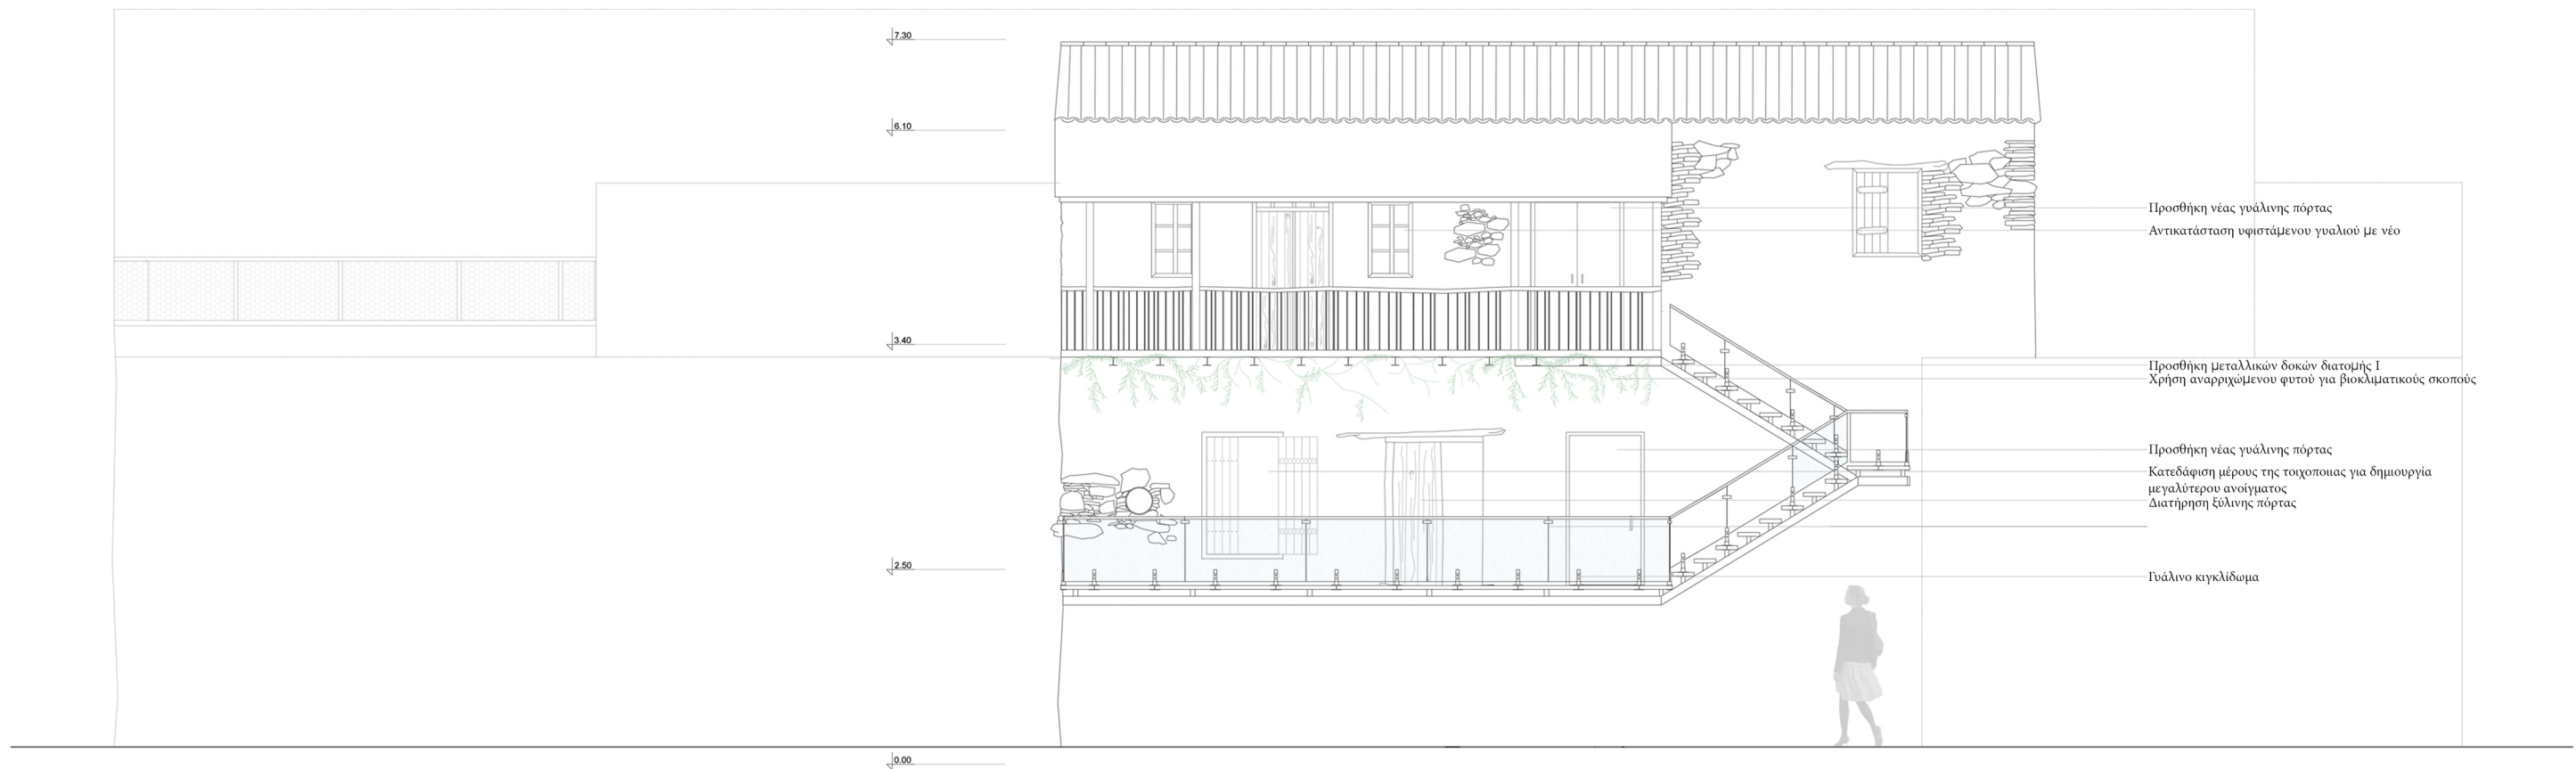 7.30
6.10
Προσθήκη νέας γυάλινης πόρτας
Αντικατάσταση υφιστάμενου γυαλιού με νέο
3.40
Προσθήκη μεταλλικών δοκών διατομής Ι
Χρήση αναρριχώμενου φυτού για βιοκλιματικούς σκοπούς
Προσθήκη νέας γυάλινης πόρτας
Κατεδάφιση μέρους της τοιχοποιιας για δημιουργία
μεγαλύτερου ανοίγματος
Διατήρηση ξύλινης πόρτας
2.50
Γυάλινο κιγκλίδωμα
0.00